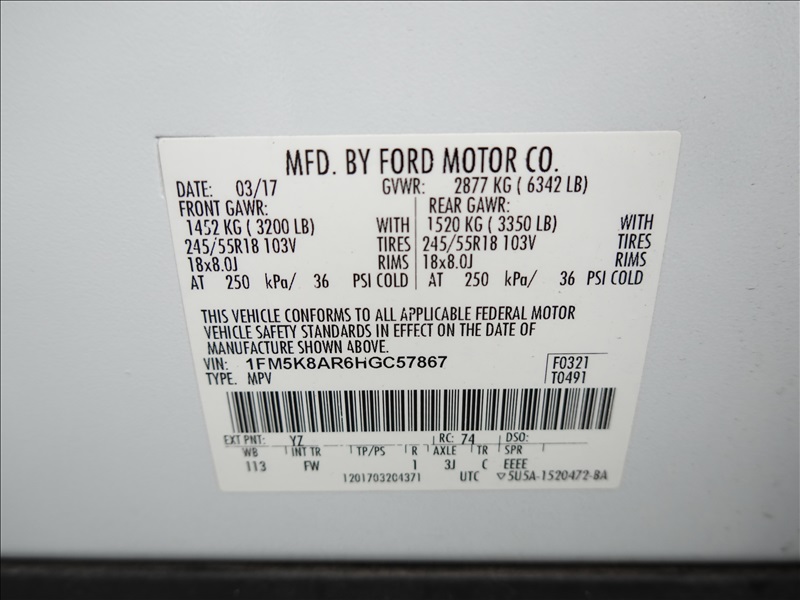 MFD. BY FORD MOTOR CO.
DATE: 03/17 GVWR: 2877 KG ( 6342 LB)
FRONT GAWR: REAR GAWR:
1452 KG ( 3200 LB) WITH 1520 KG ( 3350 LB) WITH
245/55R18 103V TIRES 245/55R18 103V TIRES
18x8.0J RIMS 18x8.0J RIMS
AT 250 kPa/ 36 PSI COLD AT 250 kPa/ 36 PSI COLD
THIS VEHICLE CONFORMS TO ALL APPLICABLE FEDERAL MOTOR
VEHICLE SAFETY STANDARDS IN EFFECT ON THE DATE OF
MANUFACTURE SHOWN ABOVE.
VIN: 1FM5K8AR6HGC57867 F0321
TYPE: MPV T0491
EXT PNT: YZ RC: 74 DSO:
WB INT TR TP/PS R AXLE TR SPR
113 FW 1 3J C EEEE
1201703204371 UTC ▽5U5A-1520472-BA